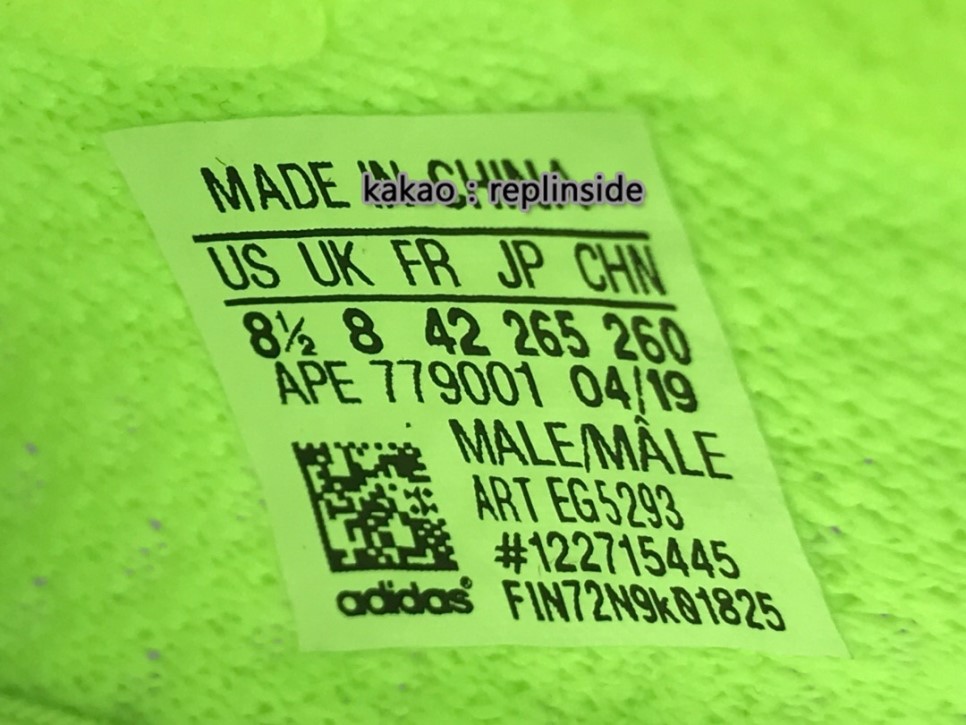 MADE IN CHINA
kakao : replinside
US UK FR JP CHN
8½ 8 42 265 260
APE 779001 04/19
MALE/MÂLE
ART EG5293
#122715445
adidas® FIN72N9k01825